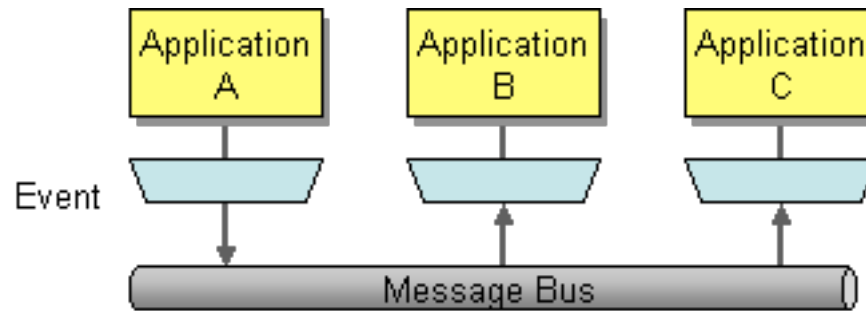 Application
A
Application
B
Application
C
Event
Message Bus